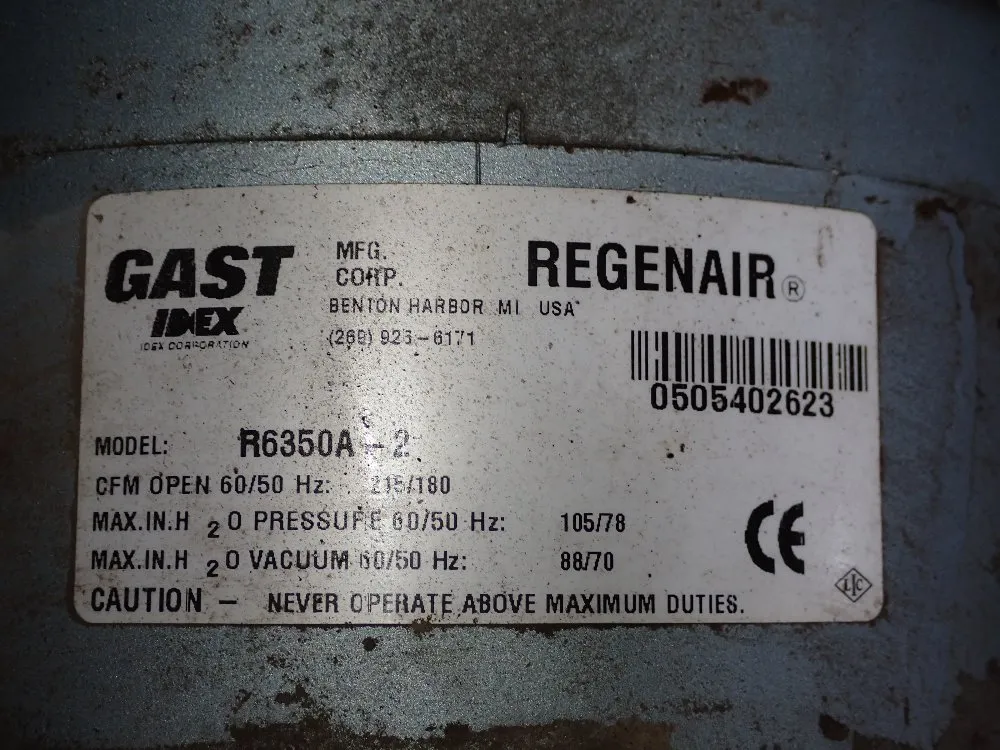 GAST
IDEX
IDEX CORPORATION
MFG.
CORP.
BENTON HARBOR MI USA
(269) 926-6171
REGENAIR®
0505402623
MODEL: R6350A-2
CFM OPEN 60/50 Hz: 215/180
MAX.IN.H 2O PRESSURE 60/50 Hz: 105/78
MAX.IN.H 2O VACUUM 60/50 Hz: 88/70
CE
CAUTION – NEVER OPERATE ABOVE MAXIMUM DUTIES.